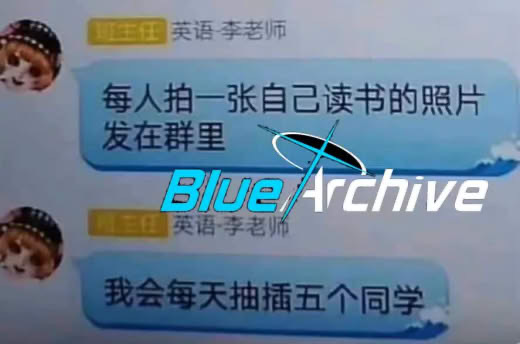 班主任 英语-李老师
每人拍一张自己读书的照片
发在群里
Blue Archive
班主任 英语-李老师
我会每天抽插五个同学